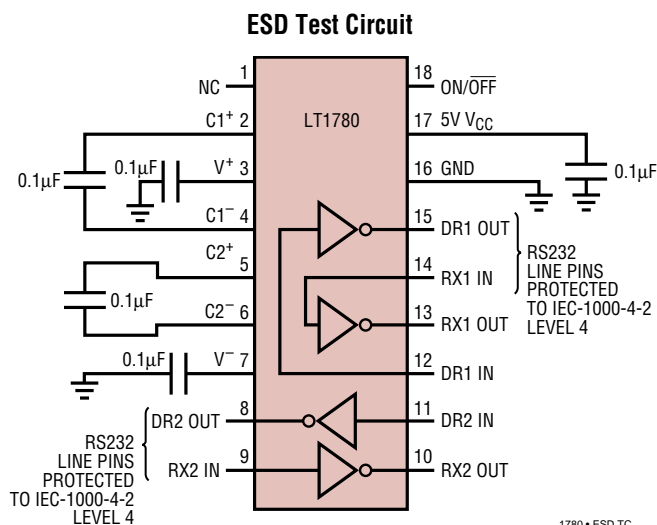 ESD Test Circuit
LT1780
NC 1
C1+ 2
0.1µF
V+ 3
0.1µF
C1– 4
C2+
5
0.1µF
C2– 6
0.1µF
V– 7
DR2 OUT 8
RX2 IN 9
RS232
LINE PINS
PROTECTED
TO IEC-1000-4-2
LEVEL 4
18 ON/OFF
17 5V VCC
0.1µF
16 GND
15 DR1 OUT
14 RX1 IN
13 RX1 OUT
RS232
LINE PINS
PROTECTED
TO IEC-1000-4-2
LEVEL 4
12 DR1 IN
11 DR2 IN
10 RX2 OUT
1780 • ESD TC